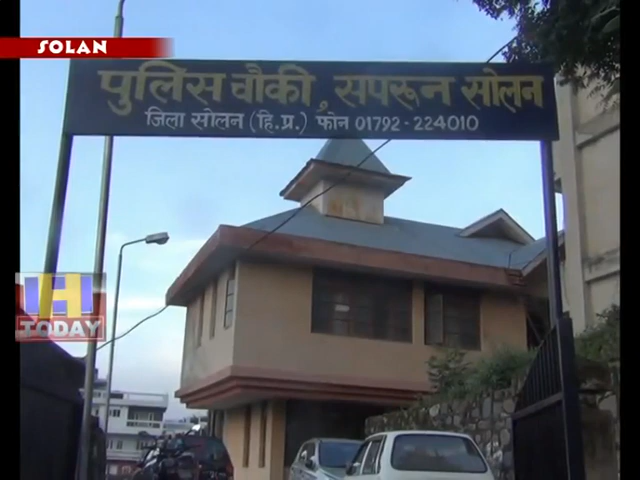 SOLAN
पुलिस चौकी, सपरून सोलन
जिला सोलन (हि.प्र.) फोन 01792 - 224010
TODAY